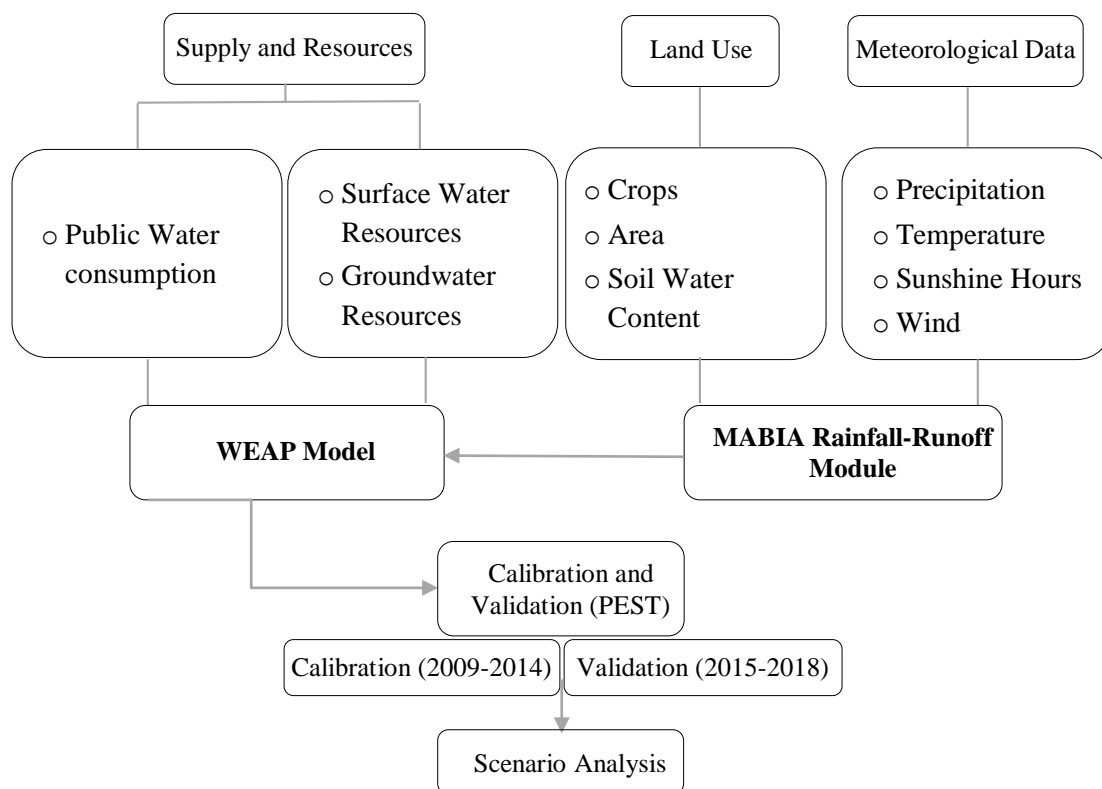 Supply and Resources
Land Use
Meteorological Data
○ Public Water
consumption
○ Surface Water
Resources
○ Groundwater
Resources
○ Crops
○ Area
○ Soil Water
Content
○ Precipitation
○ Temperature
○ Sunshine Hours
○ Wind
WEAP Model
MABIA Rainfall-Runoff
Module
Calibration and
Validation (PEST)
Calibration (2009-2014)
Validation (2015-2018)
Scenario Analysis